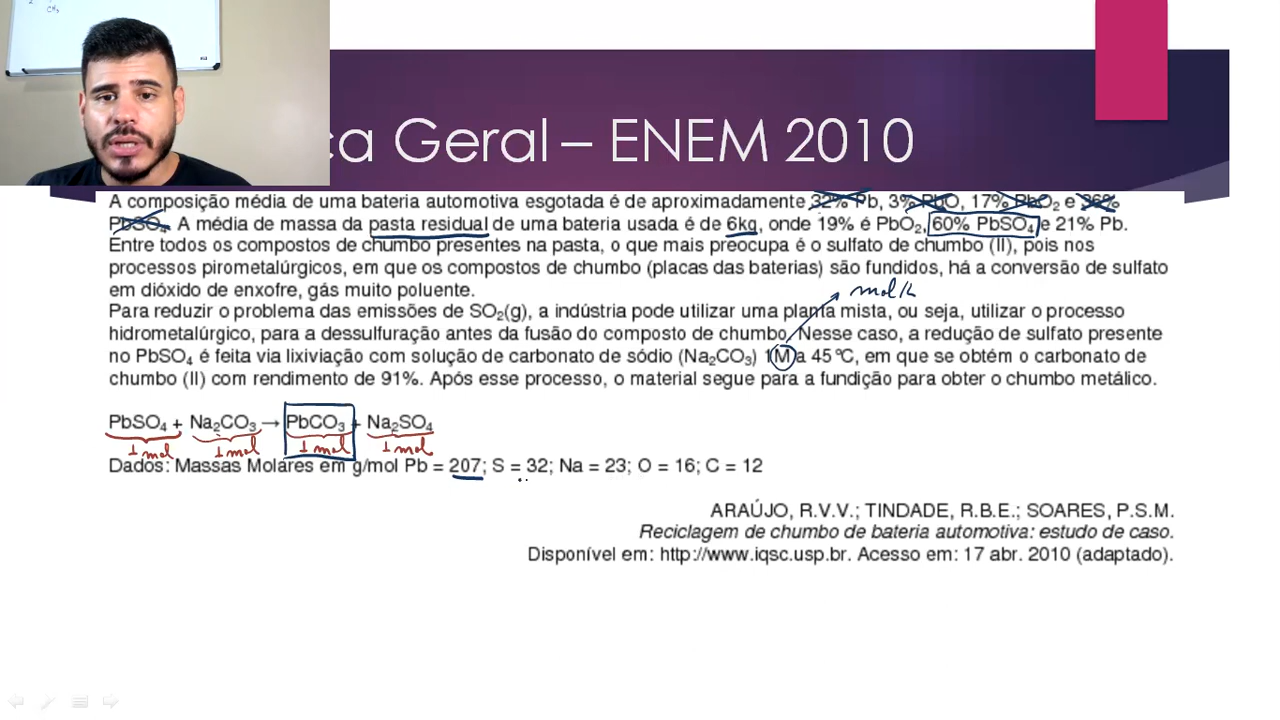 CH₃
ca Geral – ENEM 2010
A composição média de uma bateria automotiva esgotada é de aproximadamente 32% Pb, 3% PbO, 17% PbO₂ e 36%
PbSO₄. A média de massa da pasta residual de uma bateria usada é de 6kg, onde 19% é PbO₂, 60% PbSO₄ e 21% Pb.
Entre todos os compostos de chumbo presentes na pasta, o que mais preocupa é o sulfato de chumbo (II), pois nos
processos pirometalúrgicos, em que os compostos de chumbo (placas das baterias) são fundidos, há a conversão de sulfato
em dióxido de enxofre, gás muito poluente.
mol/L
Para reduzir o problema das emissões de SO₂(g), a indústria pode utilizar uma planta mista, ou seja, utilizar o processo
hidrometalúrgico, para a dessulfuração antes da fusão do composto de chumbo. Nesse caso, a redução de sulfato presente
no PbSO₄ é feita via lixiviação com solução de carbonato de sódio (Na₂CO₃) 1M a 45 °C, em que se obtém o carbonato de
chumbo (II) com rendimento de 91%. Após esse processo, o material segue para a fundição para obter o chumbo metálico.
PbSO₄ + Na₂CO₃ → PbCO₃ + Na₂SO₄
1 mol 1 mol 1 mol 1 mol
Dados: Massas Molares em g/mol Pb = 207; S = 32; Na = 23; O = 16; C = 12
ARAÚJO, R.V.V.; TINDADE, R.B.E.; SOARES, P.S.M.
Reciclagem de chumbo de bateria automotiva: estudo de caso.
Disponível em: http://www.iqsc.usp.br. Acesso em: 17 abr. 2010 (adaptado).